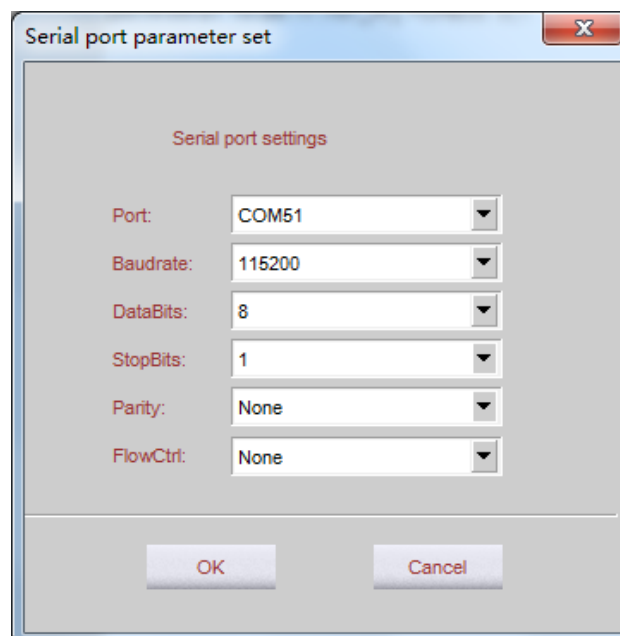 Serial port parameter set
Serial port settings
Port: COM51
Baudrate: 115200
DataBits: 8
StopBits: 1
Parity: None
FlowCtrl: None
OK Cancel